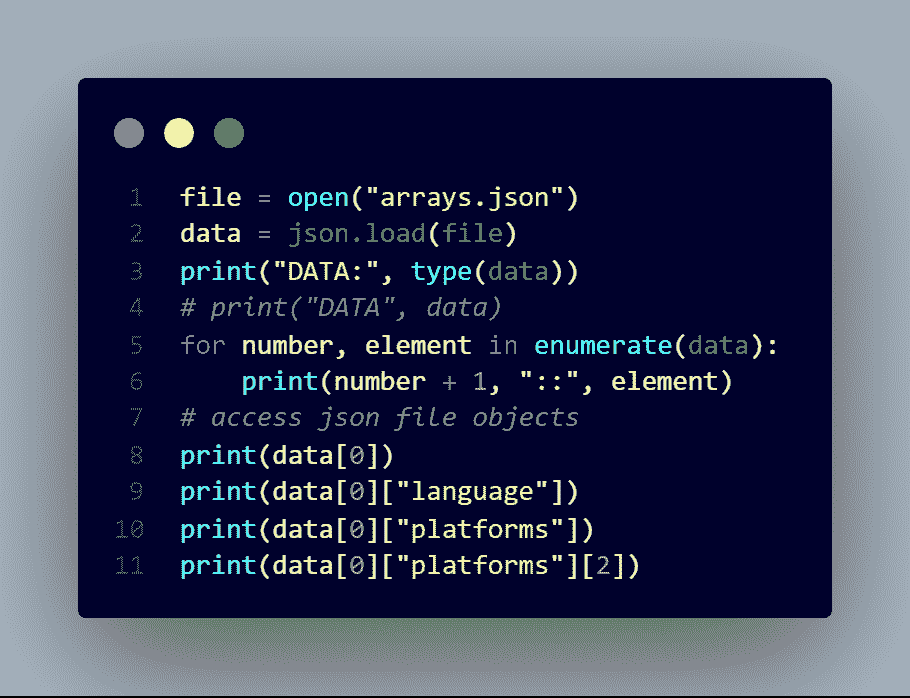 1 file = open("arrays.json")
2 data = json.load(file)
3 print("DATA:", type(data))
4 # print("DATA", data)
5 for number, element in enumerate(data):
6     print(number + 1, "::", element)
7 # access json file objects
8 print(data[0])
9 print(data[0]["language"])
10 print(data[0]["platforms"])
11 print(data[0]["platforms"][2])